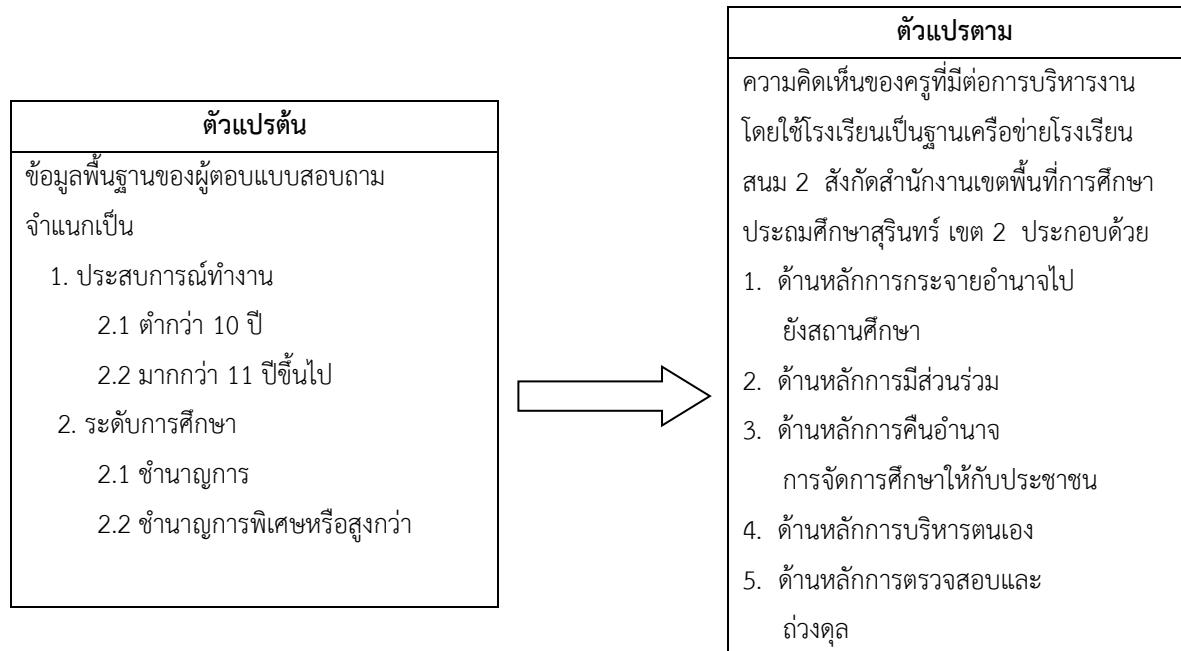 ตัวแปรต้น
ข้อมูลพื้นฐานของผู้ตอบแบบสอบถาม
จำแนกเป็น
1. ประสบการณ์ทำงาน
2.1 ตำกว่า 10 ปี
2.2 มากกว่า 11 ปีขึ้นไป
2. ระดับการศึกษา
2.1 ชำนาญการ
2.2 ชำนาญการพิเศษหรือสูงกว่า
ตัวแปรตาม
ความคิดเห็นของครูที่มีต่อการบริหารงาน
โดยใช้โรงเรียนเป็นฐานเครือข่ายโรงเรียน
สนม 2 สังกัดสำนักงานเขตพื้นที่การศึกษา
ประถมศึกษาสุรินทร์ เขต 2 ประกอบด้วย
1. ด้านหลักการกระจายอำนาจไป
ยังสถานศึกษา
2. ด้านหลักการมีส่วนร่วม
3. ด้านหลักการคืนอำนาจ
การจัดการศึกษาให้กับประชาชน
4. ด้านหลักการบริหารตนเอง
5. ด้านหลักการตรวจสอบและ
ถ่วงดุล